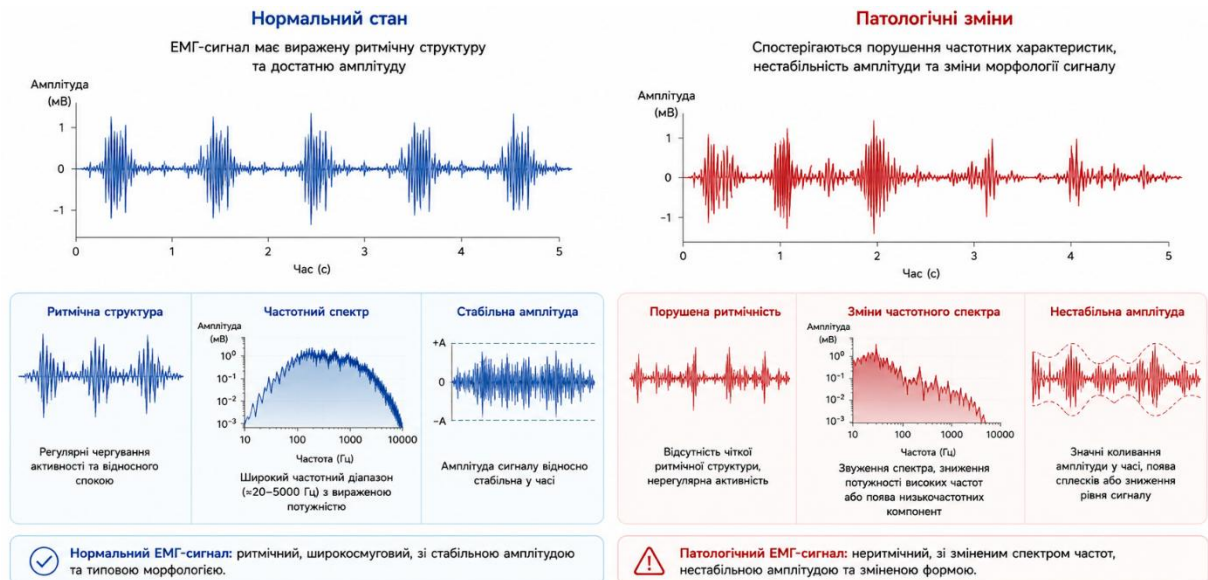 Нормальний стан
ЕМГ-сигнал має виражену ритмічну структуру
та достатню амплітуду
Амплітуда
(мВ)
1
0
−1
0 1 2 3 4 5
Час (с)
Ритмічна структура
Регулярні чергування
активності та відносного
спокою
Частотний спектр
Амплітуда
(мВ)
10⁰
10⁻¹
10⁻²
10⁻³
10 100 1000 10000
Частота (Гц)
Широкий частотний діапазон
(≈20–5000 Гц) з вираженою
потужністю
Стабільна амплітуда
+A
0
−A
Амплітуда сигналу відносно
стабільна у часі
Нормальний ЕМГ-сигнал: ритмічний, широкосмуговий, зі стабільною амплітудою
та типовою морфологією.
Патологічні зміни
Спостерігаються порушення частотних характеристик,
нестабільність амплітуди та зміни морфології сигналу
Амплітуда
(мВ)
1
0
−1
0 1 2 3 4 5
Час (с)
Порушена ритмічність
Відсутність чіткої
ритмічної структури,
нерегулярна активність
Зміни частотного спектра
Амплітуда
(мВ)
10⁰
10⁻¹
10⁻²
10⁻³
10 100 1000 10000
Частота (Гц)
Звуження спектра, зниження
потужності високих частот
або поява низькочастотних
компонент
Нестабільна амплітуда
Значні коливання
амплітуди у часі, поява
сплесків або зниження
рівня сигналу
Патологічний ЕМГ-сигнал: неритмічний, зі зміненим спектром частот,
нестабільною амплітудою та зміненою формою.